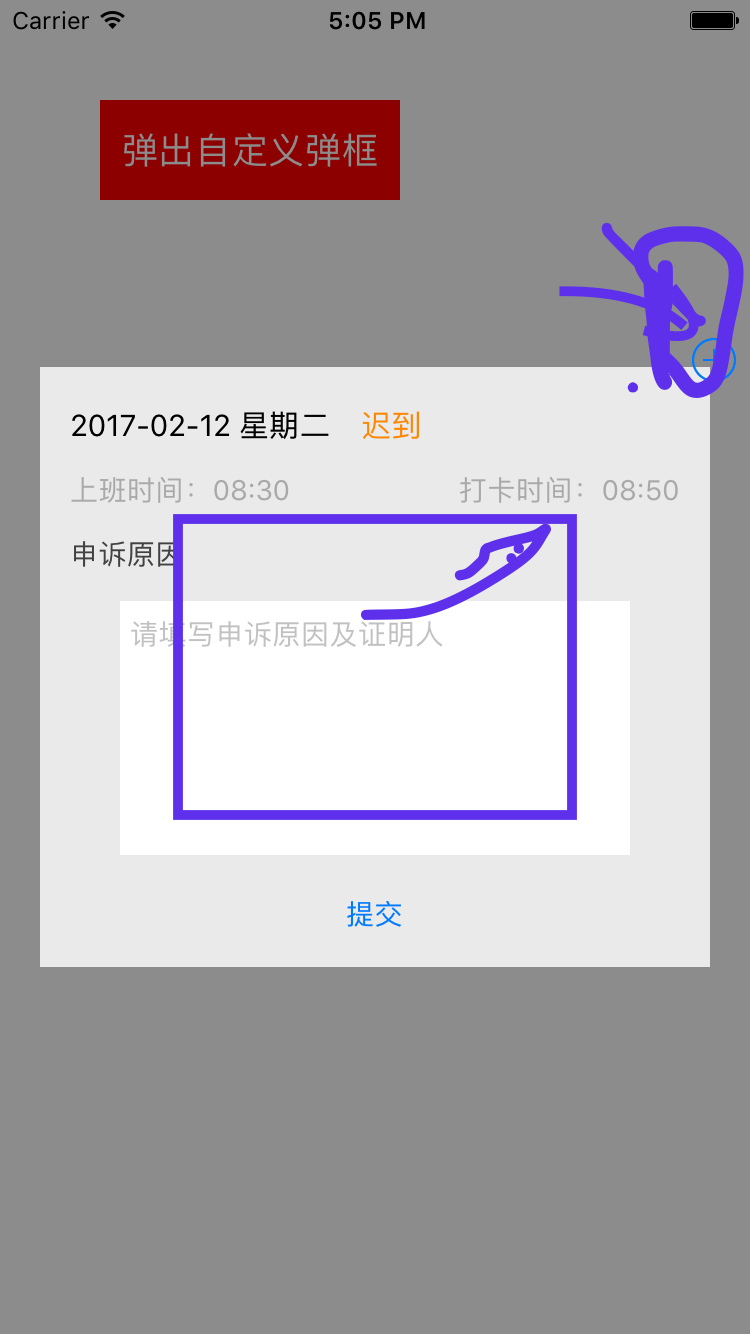 Carrier 5:05 PM
弹出自定义弹框
2017-02-12 星期二 迟到
上班时间：08:30 打卡时间：08:50
申诉原因
请填写申诉原因及证明人
提交